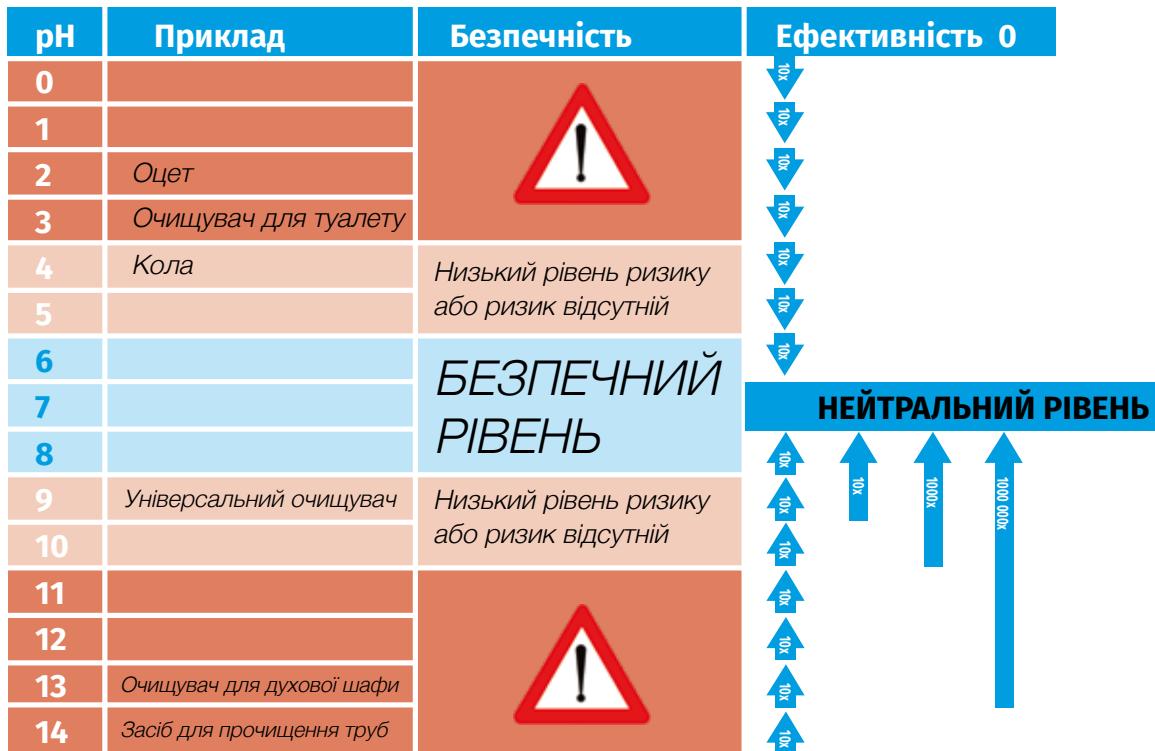 pH Приклад Безпечність Ефективність 0
0 10x
1 10x
2 Оцет 10x
3 Очищувач для туалету 10x
4 Кола Низький рівень ризику 10x
5 або ризик відсутній 10x
6 БЕЗПЕЧНИЙ 10x
7 РІВЕНЬ НЕЙТРАЛЬНИЙ РІВЕНЬ
8 10x
9 Універсальний очищувач Низький рівень ризику 10x 10x 1000x 1000 000x
10 або ризик відсутній 10x
11 10x
12 10x
13 Очищувач для духової шафи 10x
14 Засіб для прочищення труб 10x